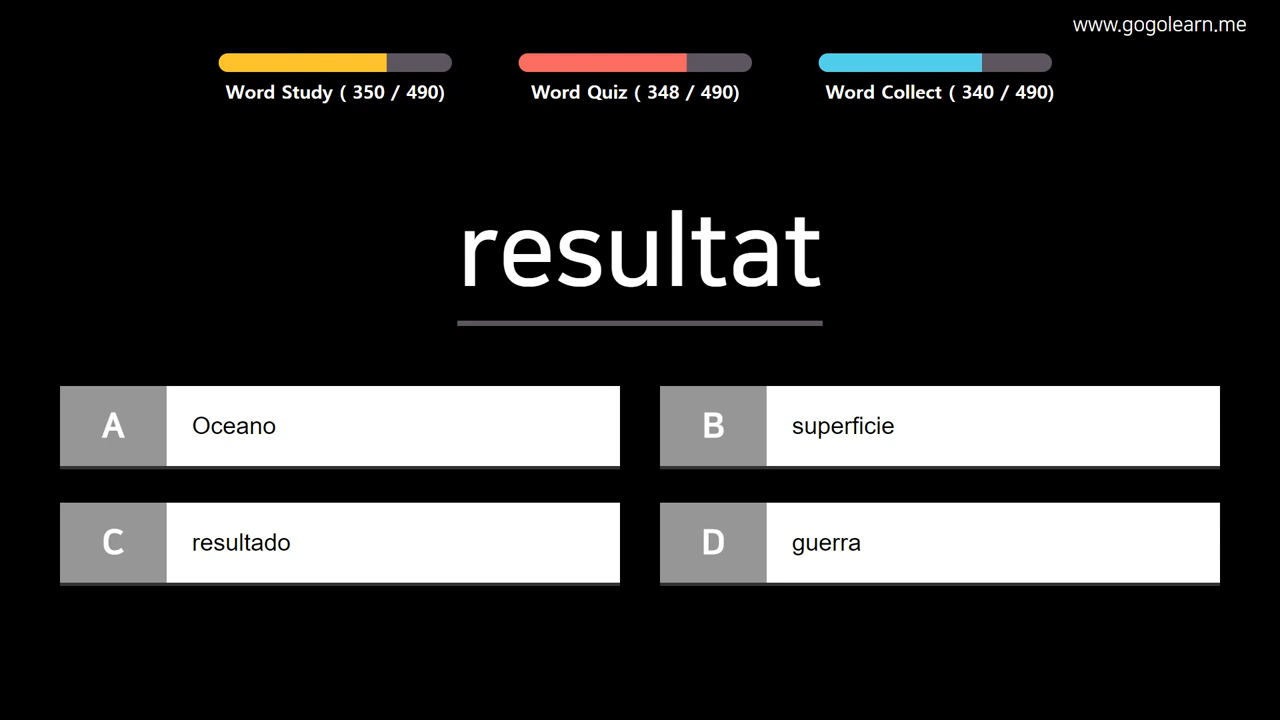 www.gogolearn.me
Word Study ( 350 / 490)
Word Quiz ( 348 / 490)
Word Collect ( 340 / 490)
resultat
A Oceano
B superficie
C resultado
D guerra